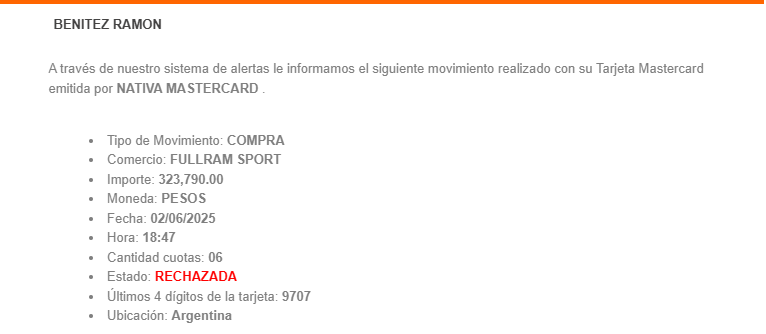 BENITEZ RAMON
A través de nuestro sistema de alertas le informamos el siguiente movimiento realizado con su Tarjeta Mastercard
emitida por NATIVA MASTERCARD .
• Tipo de Movimiento: COMPRA
• Comercio: FULLRAM SPORT
• Importe: 323,790.00
• Moneda: PESOS
• Fecha: 02/06/2025
• Hora: 18:47
• Cantidad cuotas: 06
• Estado: RECHAZADA
• Últimos 4 dígitos de la tarjeta: 9707
• Ubicación: Argentina